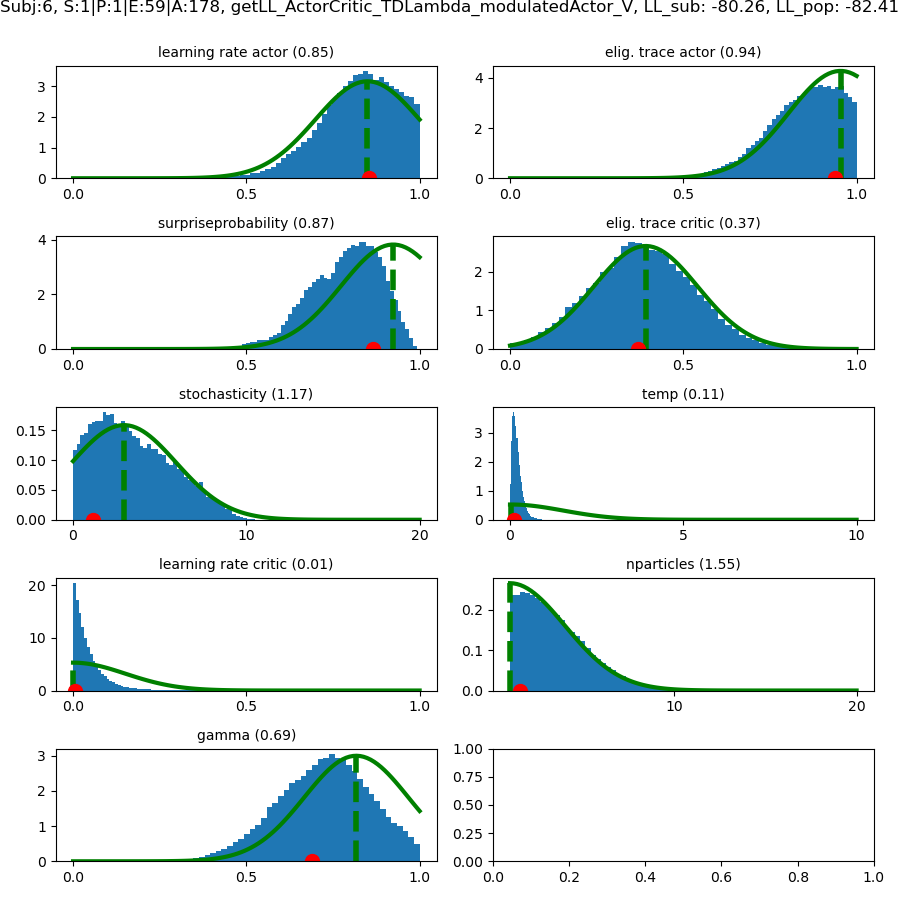 Subj:6, S:1|P:1|E:59|A:178, getLL_ActorCritic_TDLambda_modulatedActor_V, LL_sub: -80.26, LL_pop: -82.41
learning rate actor (0.85)
3
2
1
0
0.0 0.5 1.0
elig. trace actor (0.94)
4
2
0
0.0 0.5 1.0
surpriseprobability (0.87)
4
2
0
0.0 0.5 1.0
elig. trace critic (0.37)
2
1
0
0.0 0.5 1.0
stochasticity (1.17)
0.15
0.10
0.05
0.00
0 10 20
temp (0.11)
3
2
1
0
0 5 10
learning rate critic (0.01)
20
10
0
0.0 0.5 1.0
nparticles (1.55)
0.2
0.1
0.0
10 20
gamma (0.69)
3
2
1
0
0.0 0.5 1.0
1.00
0.75
0.50
0.25
0.00
0.0 0.2 0.4 0.6 0.8 1.0